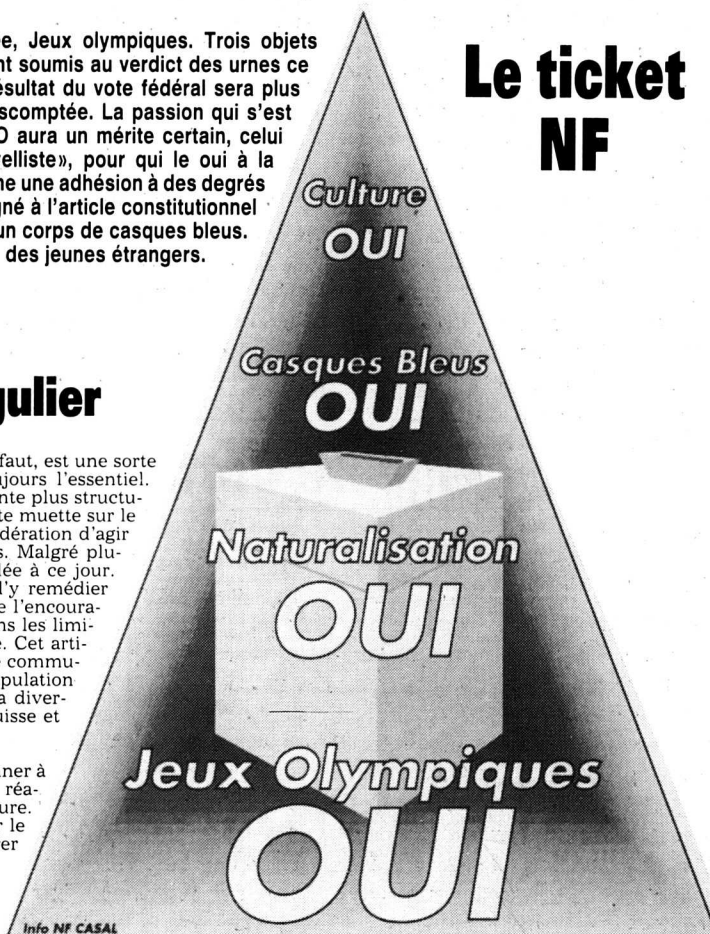 e, Jeux olympiques. Trois objets
nt soumis au verdict des urnes ce
ésultat du vote fédéral sera plus
scomptée. La passion qui s'est
O aura un mérite certain, celui
elliste», pour qui le oui à la
ne une adhésion à des degrés
gné à l'article constitutionnel
un corps de casques bleus.
des jeunes étrangers.
Le ticket
NF
gulier
faut, est une sorte
ujours l'essentiel.
nte plus structu-
te muette sur le
dération d'agir
s. Malgré plu-
lée à ce jour.
l'y remédier
e l'encoura-
ns les limi-
e. Cet arti-
e commu-
pulation
a diver-
uisse et
ner à
réa-
ure.
r le
er
Culture
OUI
Casques Bleus
OUI
Naturalisation
OUI
Jeux Olympiques
OUI
Info NF CASAL